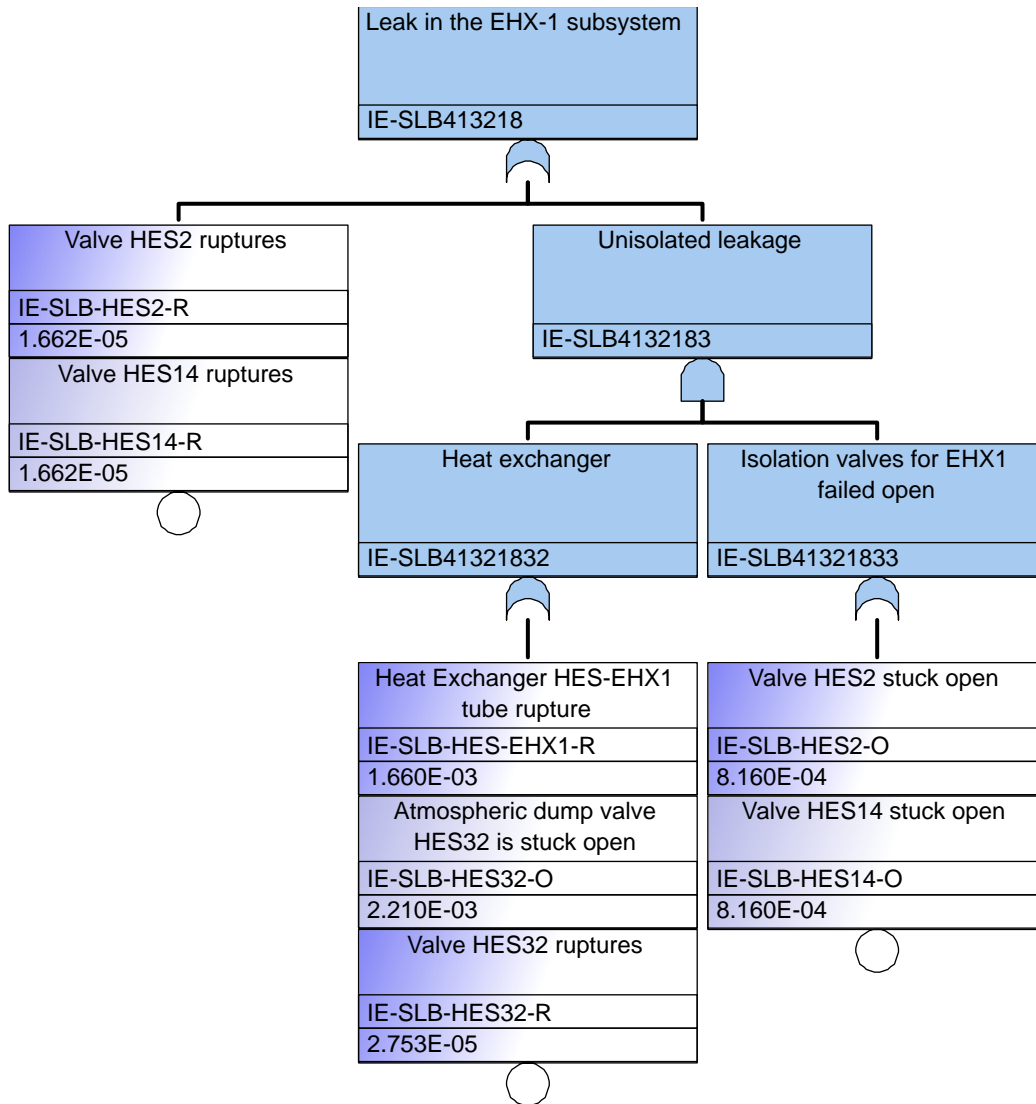 Leak in the EHX-1 subsystem
IE-SLB413218
Valve HES2 ruptures
IE-SLB-HES2-R
1.662E-05
Valve HES14 ruptures
IE-SLB-HES14-R
1.662E-05
Unisolated leakage
IE-SLB4132183
Heat exchanger
IE-SLB41321832
Isolation valves for EHX1
failed open
IE-SLB41321833
Heat Exchanger HES-EHX1
tube rupture
IE-SLB-HES-EHX1-R
1.660E-03
Atmospheric dump valve
HES32 is stuck open
IE-SLB-HES32-O
2.210E-03
Valve HES32 ruptures
IE-SLB-HES32-R
2.753E-05
Valve HES2 stuck open
IE-SLB-HES2-O
8.160E-04
Valve HES14 stuck open
IE-SLB-HES14-O
8.160E-04